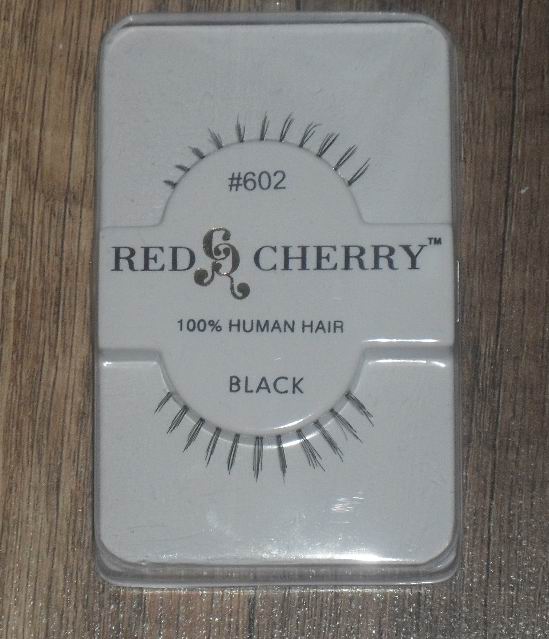 #602
RED CHERRY™
100% HUMAN HAIR
BLACK